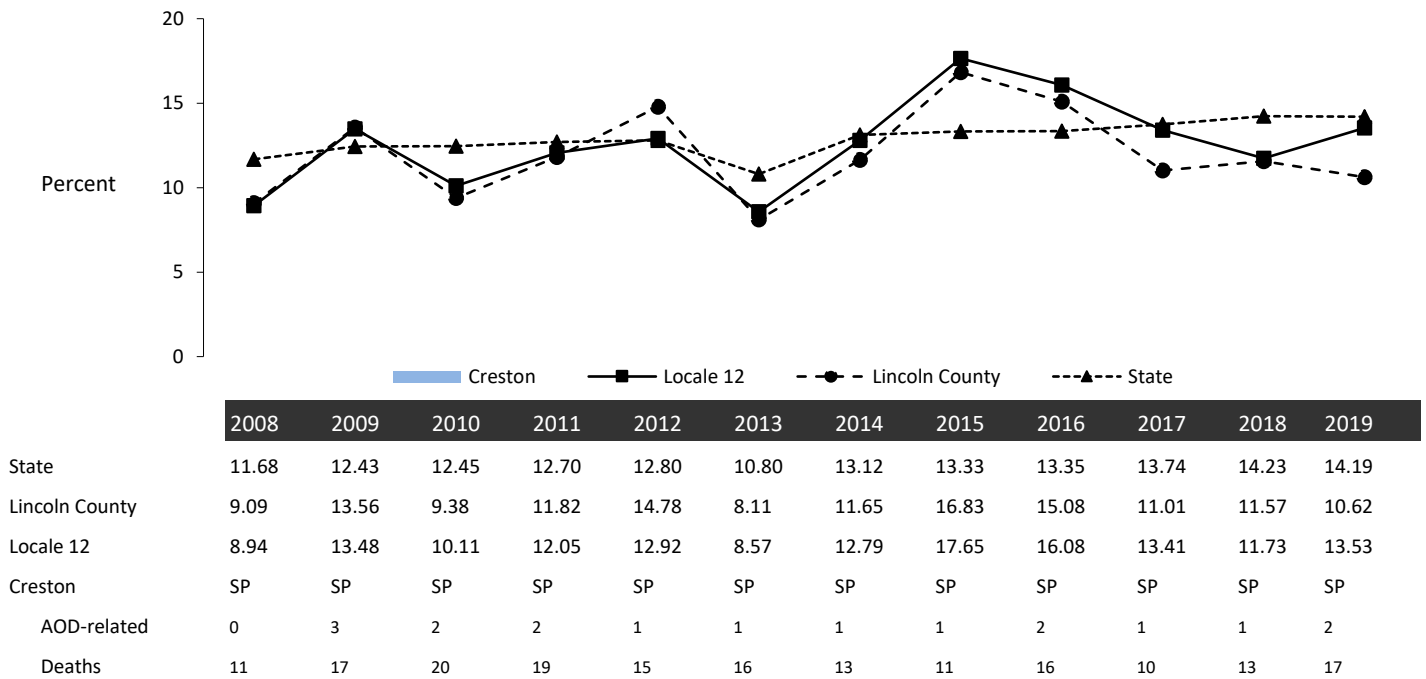 20
15
Percent
10
5
0
Creston Locale 12 Lincoln County State
2008 2009 2010 2011 2012 2013 2014 2015 2016 2017 2018 2019
State 11.68 12.43 12.45 12.70 12.80 10.80 13.12 13.33 13.35 13.74 14.23 14.19
Lincoln County 9.09 13.56 9.38 11.82 14.78 8.11 11.65 16.83 15.08 11.01 11.57 10.62
Locale 12 8.94 13.48 10.11 12.05 12.92 8.57 12.79 17.65 16.08 13.41 11.73 13.53
Creston SP SP SP SP SP SP SP SP SP SP SP SP
AOD-related 0 3 2 2 1 1 1 1 2 1 1 2
Deaths 11 17 20 19 15 16 13 11 16 10 13 17